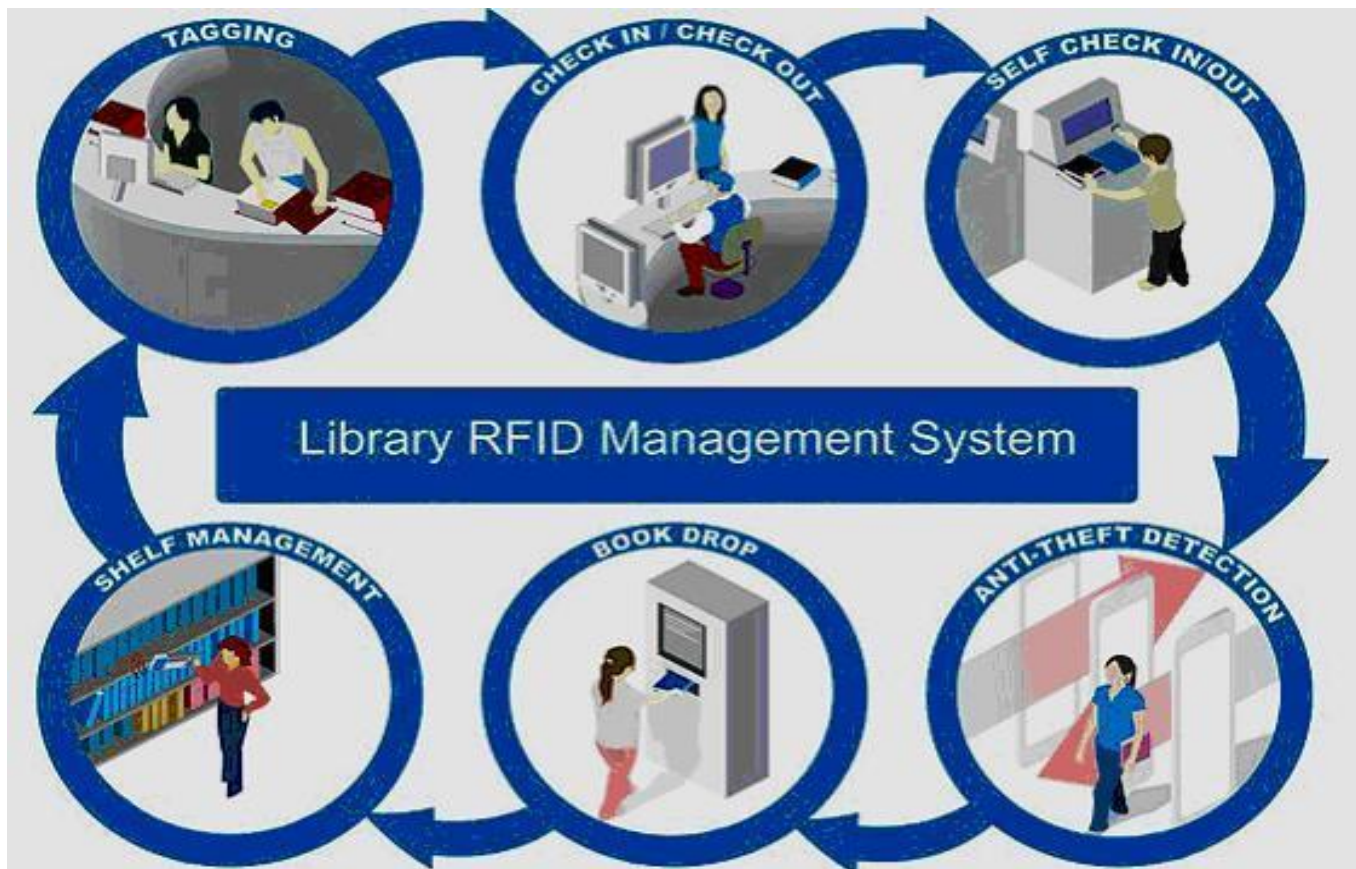 TAGGING
CHECK IN / CHECK OUT
SELF CHECK IN/OUT
Library RFID Management System
SHELF MANAGEMENT
BOOK DROP
ANTI-THEFT DETECTION